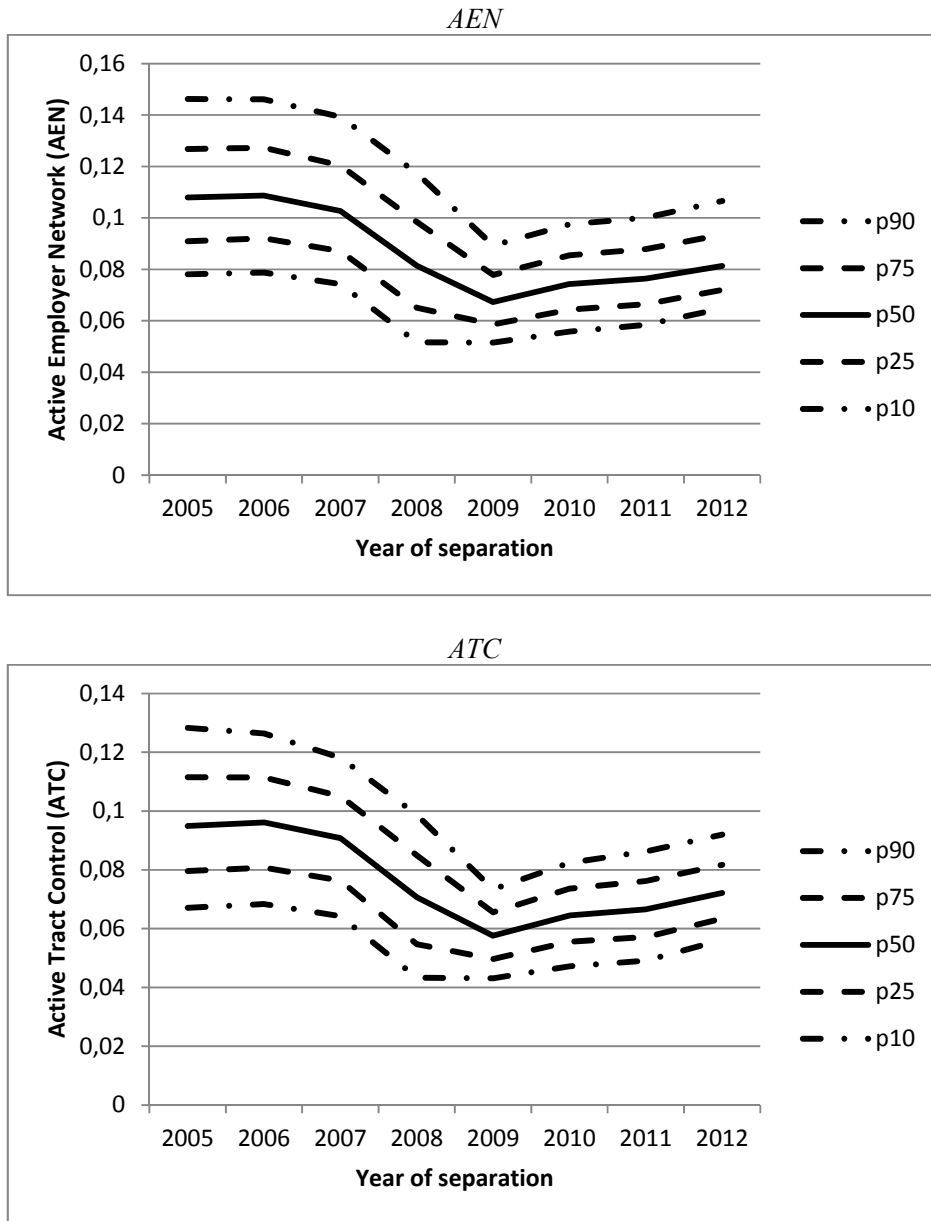 AEN
Active Employer Network (AEN)
0,16
0,14
0,12
0,1
0,08
0,06
0,04
0,02
0
2005 2006 2007 2008 2009 2010 2011 2012
Year of separation
p90
p75
p50
p25
p10
ATC
Active Tract Control (ATC)
0,14
0,12
0,1
0,08
0,06
0,04
0,02
0
2005 2006 2007 2008 2009 2010 2011 2012
Year of separation
p90
p75
p50
p25
p10